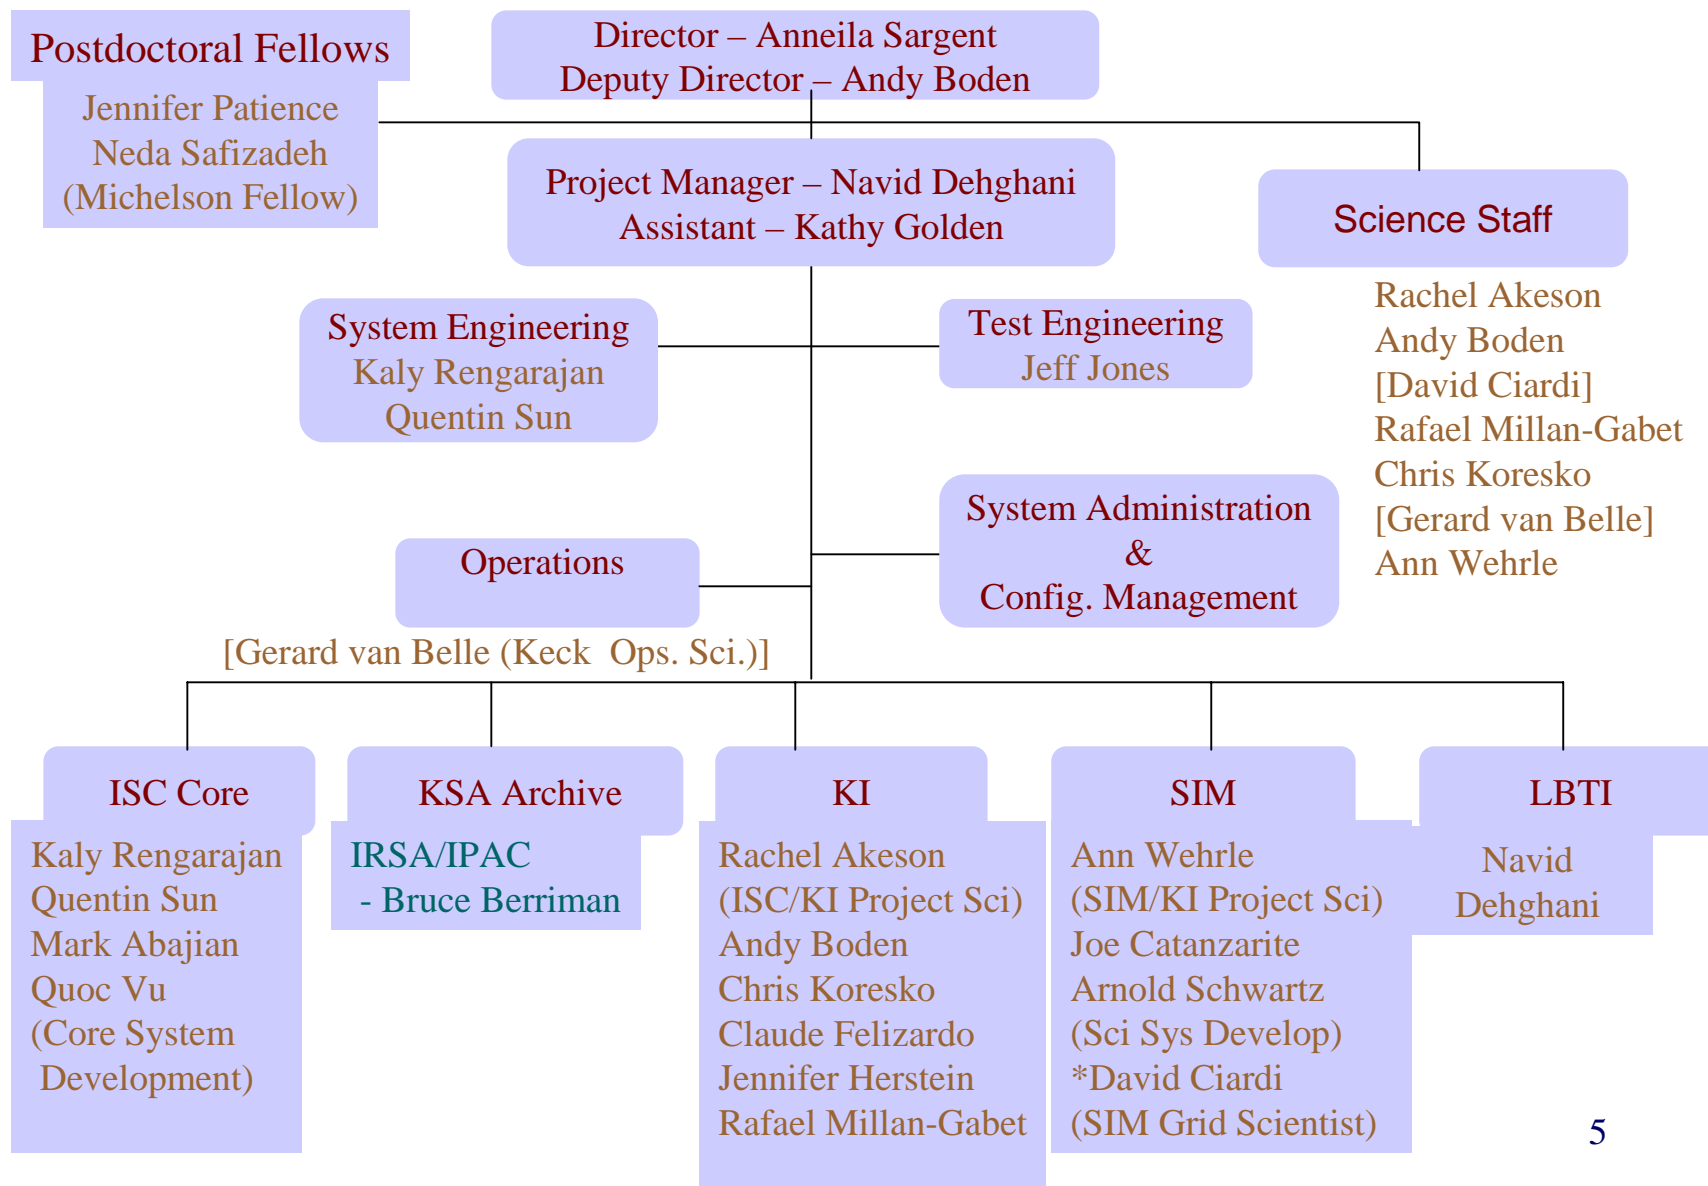 Postdoctoral Fellows
Jennifer Patience
Neda Safizadeh
(Michelson Fellow)
Director – Anneila Sargent
Deputy Director – Andy Boden
Project Manager – Navid Dehghani
Assistant – Kathy Golden
Science Staff
Rachel Akeson
Andy Boden
[David Ciardi]
Rafael Millan-Gabet
Chris Koresko
[Gerard van Belle]
Ann Wehrle
System Engineering
Kaly Rengarajan
Quentin Sun
Test Engineering
Jeff Jones
System Administration
&
Config. Management
Operations
[Gerard van Belle (Keck Ops. Sci.)]
ISC Core
Kaly Rengarajan
Quentin Sun
Mark Abajian
Quoc Vu
(Core System
Development)
KSA Archive
IRSA/IPAC
- Bruce Berriman
KI
Rachel Akeson
(ISC/KI Project Sci)
Andy Boden
Chris Koresko
Claude Felizardo
Jennifer Herstein
Rafael Millan-Gabet
SIM
Ann Wehrle
(SIM/KI Project Sci)
Joe Catanzarite
Arnold Schwartz
(Sci Sys Develop)
*David Ciardi
(SIM Grid Scientist)
LBTI
Navid
Dehghani
5